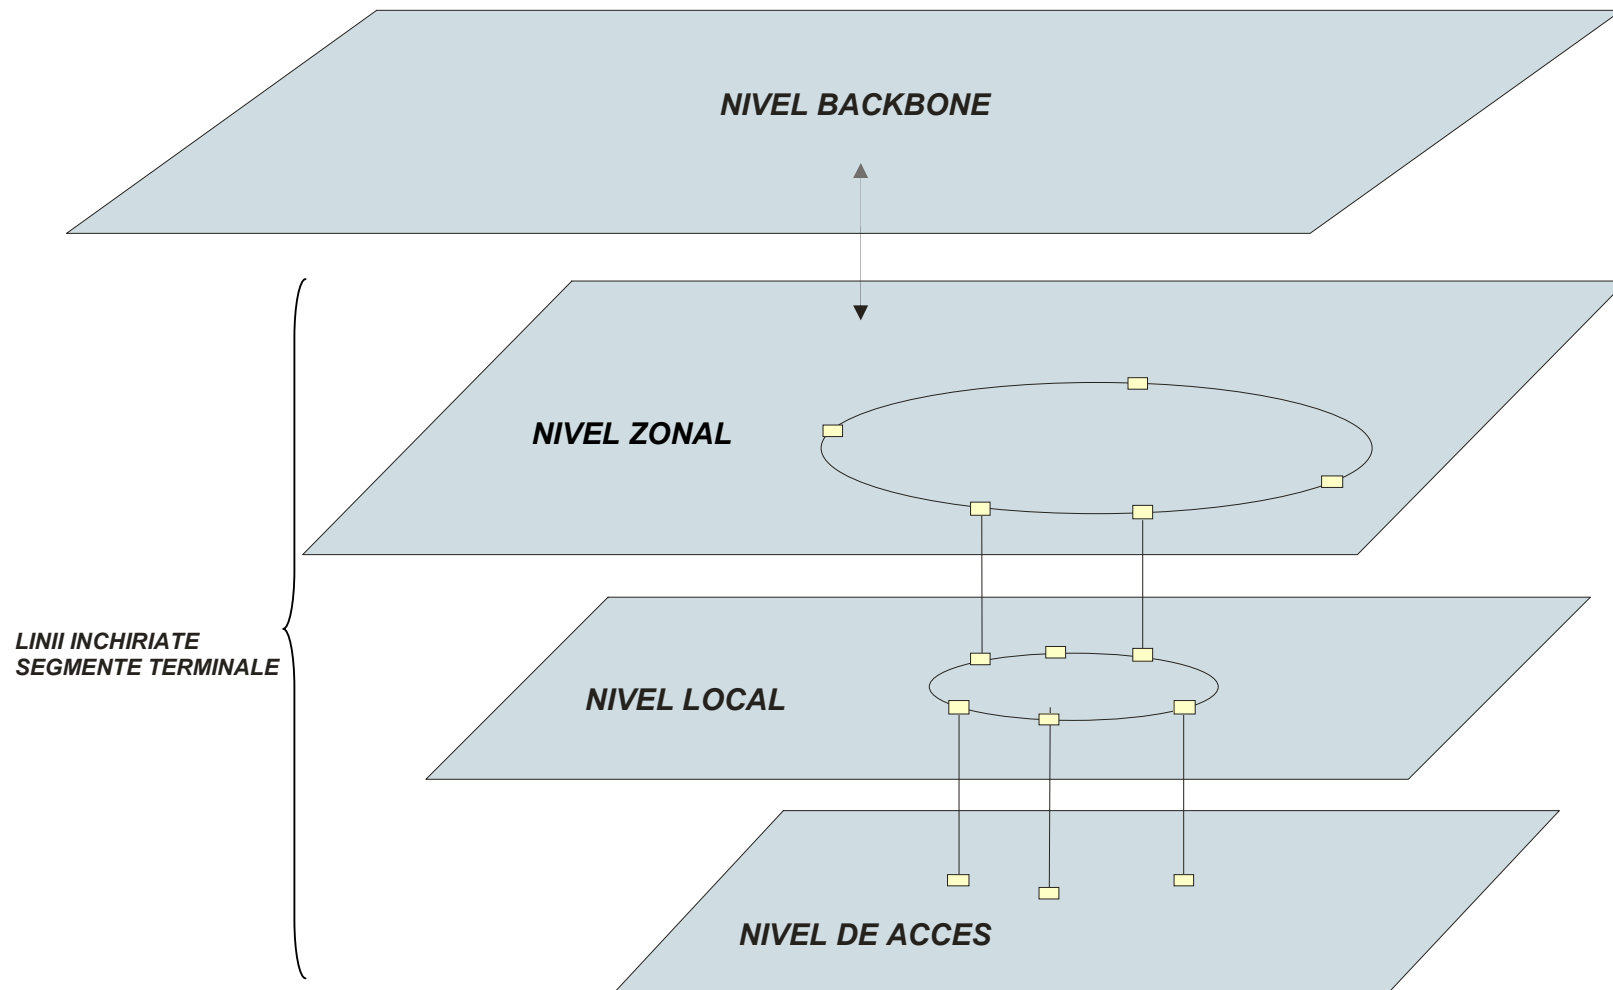 NIVEL BACKBONE
NIVEL ZONAL
LINII INCHIRIATE
SEGMENTE TERMINALE
NIVEL LOCAL
NIVEL DE ACCES